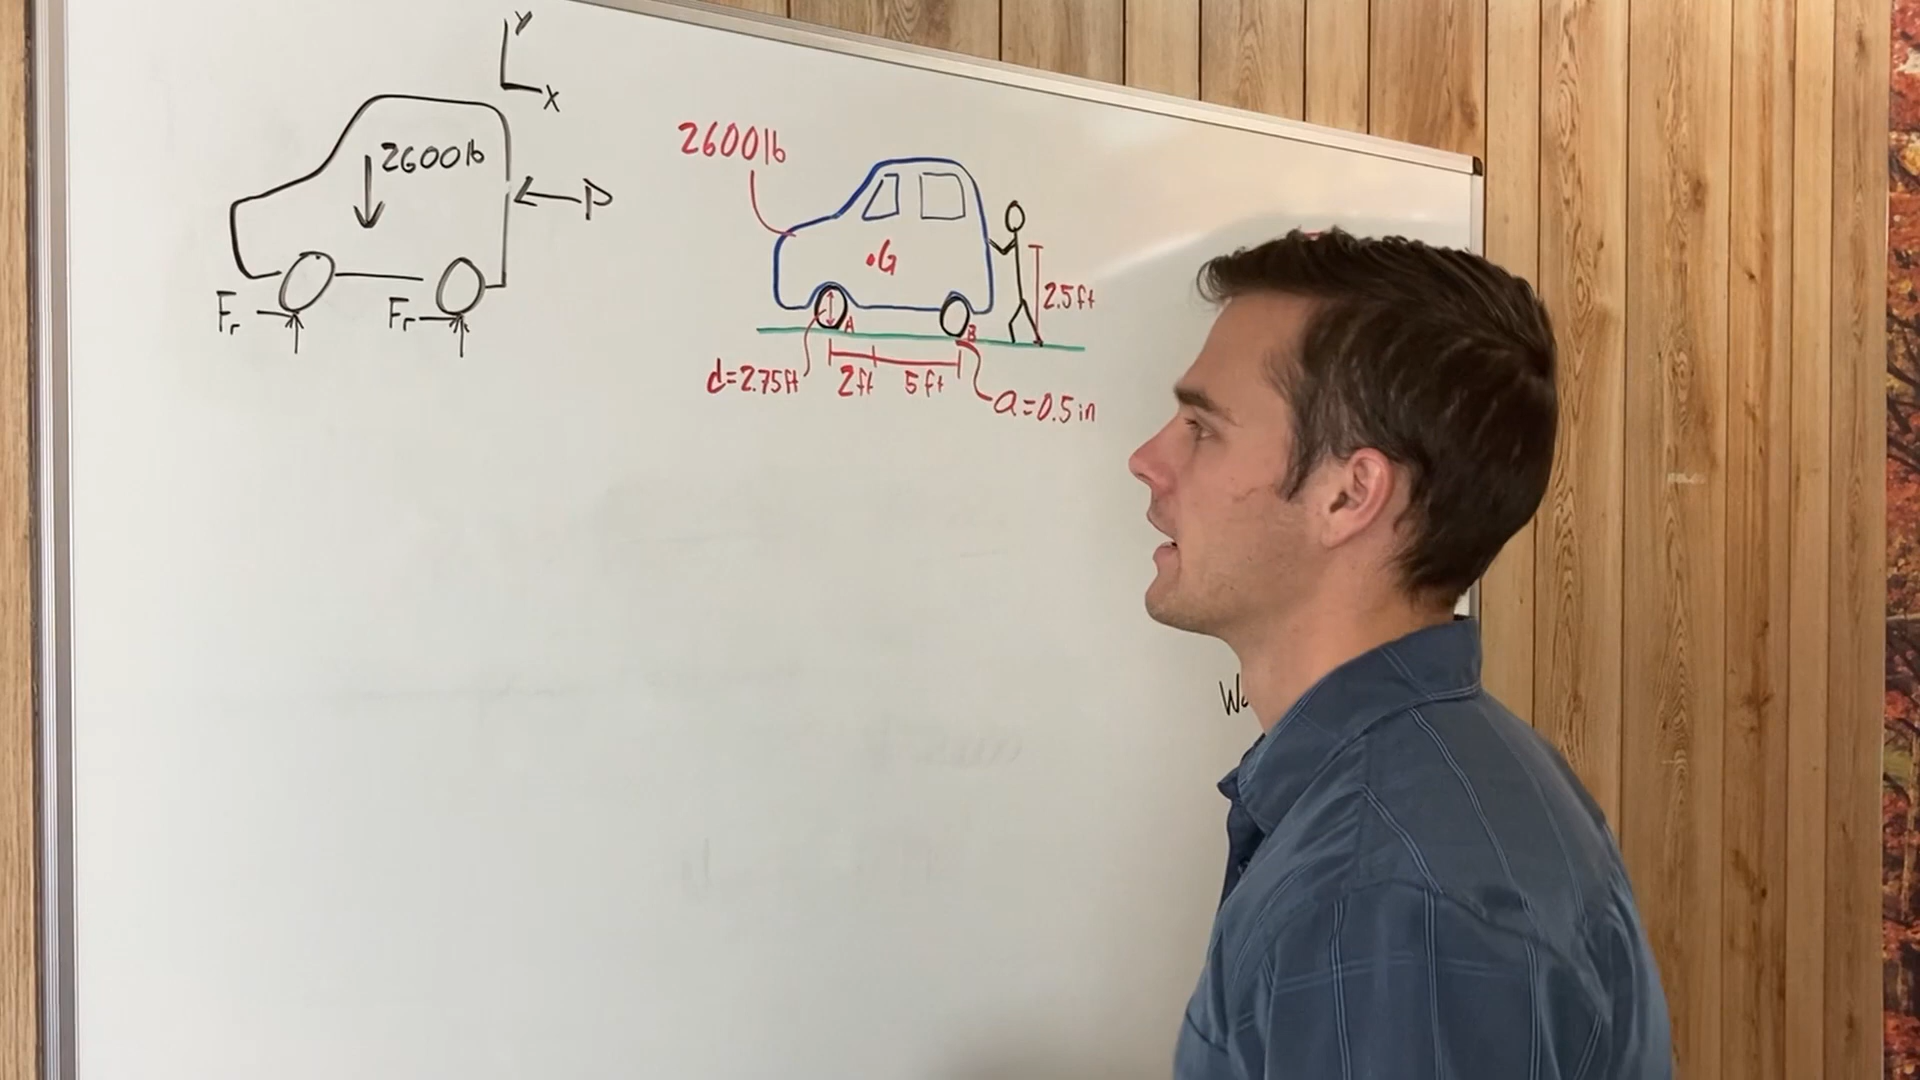 Y
X
2600lb
P
Fr
Fr
2600lb
.G
2.5ft
A
B
d=2.75ft
2ft
5ft
a=0.5in